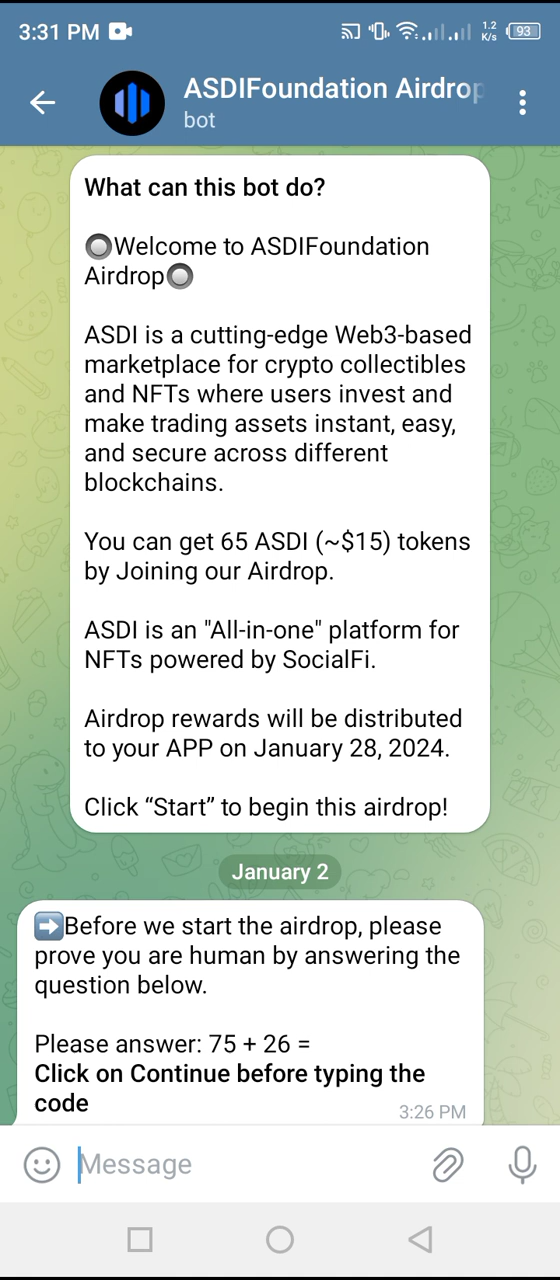 3:31 PM
1.2
K/s
93
ASDIFoundation Airdrop
bot
What can this bot do?
🔘Welcome to ASDIFoundation
Airdrop🔘
ASDI is a cutting-edge Web3-based
marketplace for crypto collectibles
and NFTs where users invest and
make trading assets instant, easy,
and secure across different
blockchains.
You can get 65 ASDI (~$15) tokens
by Joining our Airdrop.
ASDI is an "All-in-one" platform for
NFTs powered by SocialFi.
Airdrop rewards will be distributed
to your APP on January 28, 2024.
Click “Start” to begin this airdrop!
January 2
➡️Before we start the airdrop, please
prove you are human by answering the
question below.
Please answer: 75 + 26 =
Click on Continue before typing the
code
3:26 PM
Message